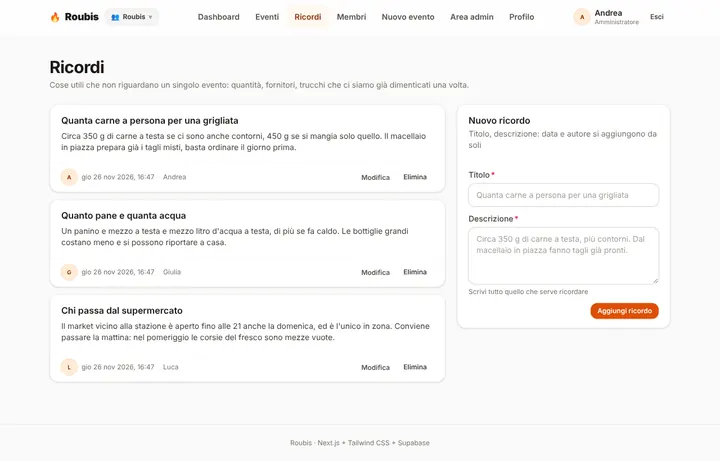 🔥 Roubis
👥 Roubis ▾
Dashboard
Eventi
Ricordi
Membri
Nuovo evento
Area admin
Profilo
A
Andrea
Amministratore
Esci
Ricordi
Cose utili che non riguardano un singolo evento: quantità, fornitori, trucchi che ci siamo già dimenticati una volta.
Quanta carne a persona per una grigliata
Circa 350 g di carne a testa se ci sono anche contorni, 450 g se si mangia solo quello. Il macellaio
in piazza prepara già i tagli misti, basta ordinare il giorno prima.
A gio 26 nov 2026, 16:47 Andrea Modifica Elimina
Quanto pane e quanta acqua
Un panino e mezzo a testa e mezzo litro d'acqua a testa, di più se fa caldo. Le bottiglie grandi
costano meno e si possono riportare a casa.
G gio 26 nov 2026, 16:47 Giulia Modifica Elimina
Chi passa dal supermercato
Il market vicino alla stazione è aperto fino alle 21 anche la domenica, ed è l'unico in zona. Conviene
passare la mattina: nel pomeriggio le corsie del fresco sono mezze vuote.
L gio 26 nov 2026, 16:47 Luca Modifica Elimina
Nuovo ricordo
Titolo, descrizione: data e autore si aggiungono da
soli
Titolo*
Quanta carne a persona per una grigliata
Descrizione*
Circa 350 g di carne a testa, più contorni. Dal
macellaio in piazza fanno tagli già pronti.
Scrivi tutto quello che serve ricordare
Aggiungi ricordo
Roubis · Next.js + Tailwind CSS + Supabase